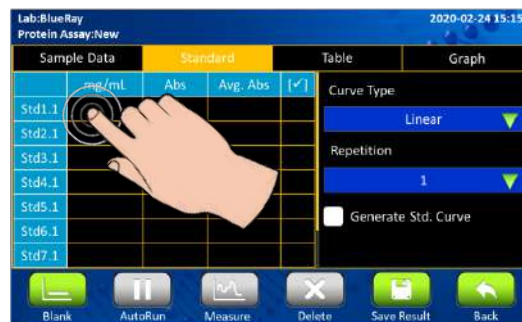 Lab:BlueRay 2020-02-24 15:15
Protein Assay:New
Sample Data Standard Table Graph
mg/mL Abs Avg. Abs [✓]
Std1.1
Std2.1
Std3.1
Std4.1
Std5.1
Std6.1
Std7.1
Curve Type
Linear
Repetition
1
Generate Std. Curve
Blank AutoRun Measure Delete Save Result Back